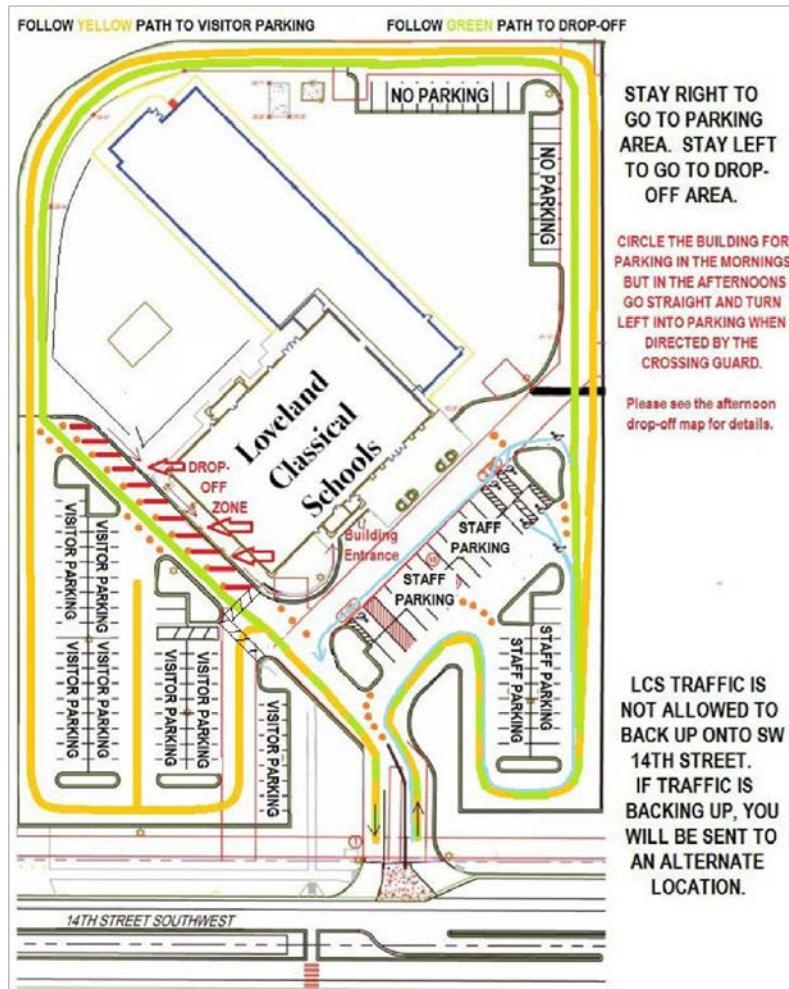 FOLLOW YELLOW PATH TO VISITOR PARKING
FOLLOW GREEN PATH TO DROP-OFF
NO PARKING
NO PARKING
STAY RIGHT TO
GO TO PARKING
AREA. STAY LEFT
TO GO TO DROP-
OFF AREA.
CIRCLE THE BUILDING FOR
PARKING IN THE MORNINGS
BUT IN THE AFTERNOONS
GO STRAIGHT AND TURN
LEFT INTO PARKING WHEN
DIRECTED BY THE
CROSSING GUARD.
Please see the afternoon
drop-off map for details.
Loveland
Classical
Schools
DROP-
OFF
ZONE
Building
Entrance
STAFF
PARKING
STAFF
PARKING
STAFF PARKING
STAFF PARKING
VISITOR PARKING
VISITOR PARKING
VISITOR PARKING
VISITOR PARKING
VISITOR PARKING
VISITOR PARKING
VISITOR PARKING
VISITOR PARKING
VISITOR PARKING
LCS TRAFFIC IS
NOT ALLOWED TO
BACK UP ONTO SW
14TH STREET.
IF TRAFFIC IS
BACKING UP, YOU
WILL BE SENT TO
AN ALTERNATE
LOCATION.
14TH STREET SOUTHWEST